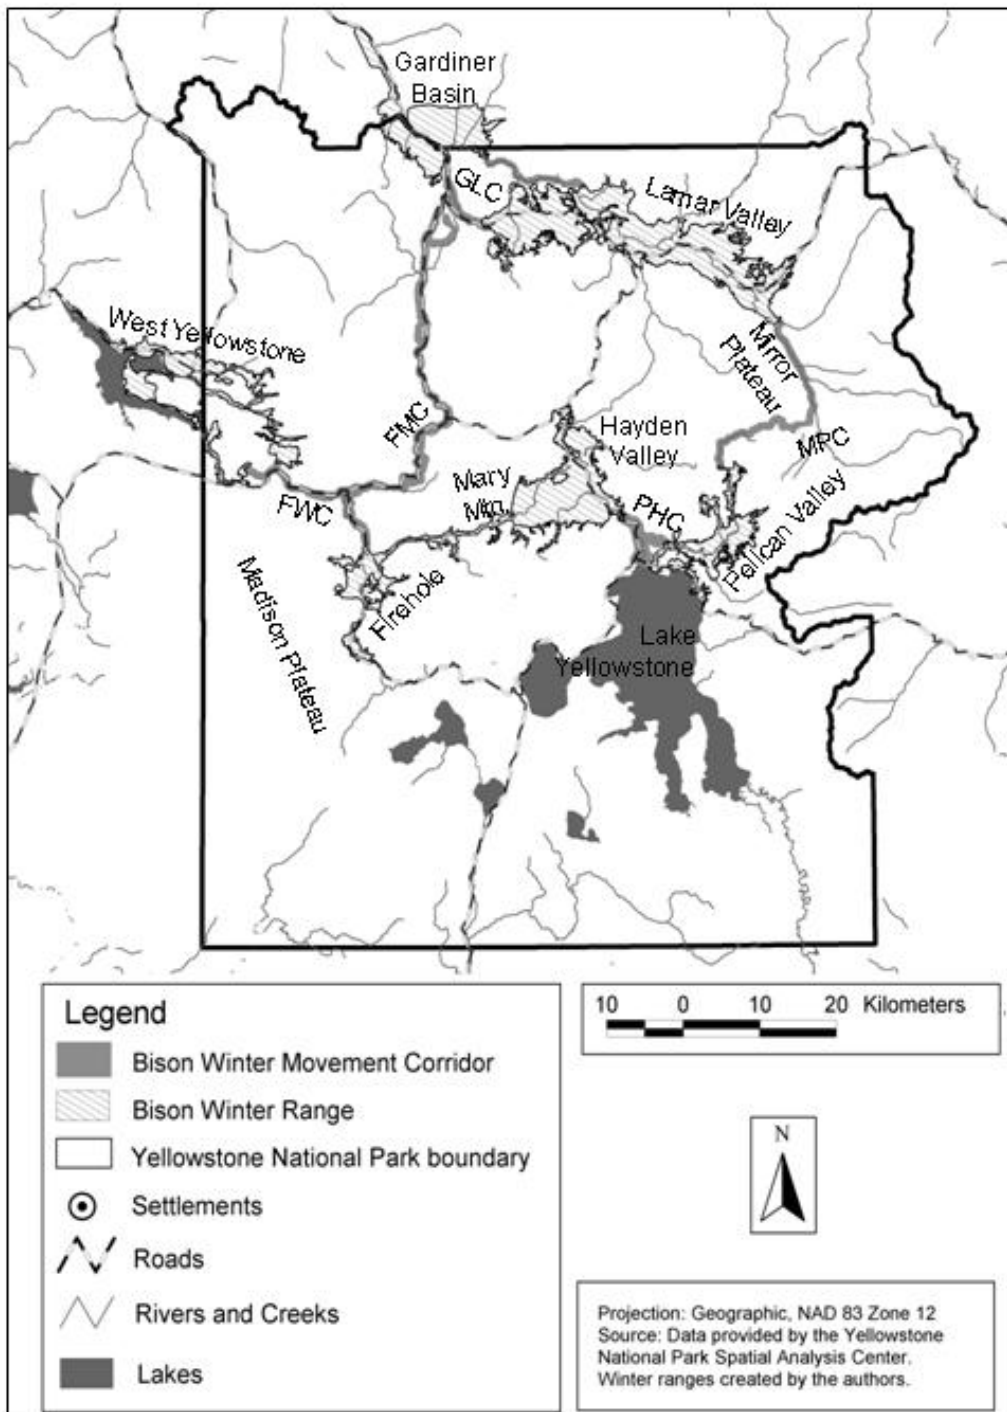 Gardiner
Basin
GLC
Lamar Valley
West Yellowstone
Mirror
Plateau
FMC
Hayden
Valley
MPC
Mary
Mtn.
FWC
PHC
Pelican Valley
Firehole
Madison Plateau
Lake
Yellowstone
Legend
Bison Winter Movement Corridor
Bison Winter Range
Yellowstone National Park boundary
Settlements
Roads
Rivers and Creeks
Lakes
10 0 10 20 Kilometers
N
Projection: Geographic, NAD 83 Zone 12
Source: Data provided by the Yellowstone
National Park Spatial Analysis Center.
Winter ranges created by the authors.